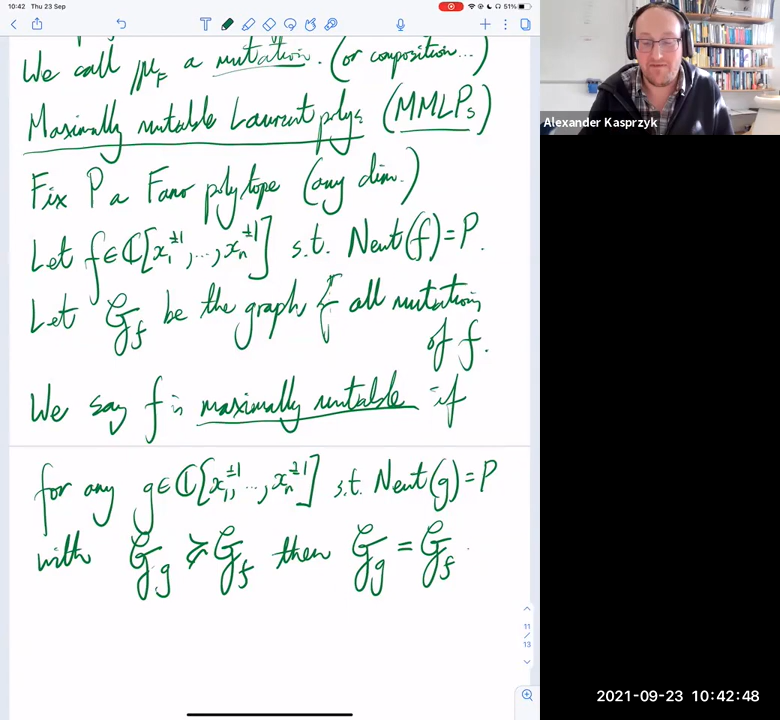 10:42 Thu 23 Sep
51%
We call μ_F a mutation. (or composition...)
Maximally mutable Laurent polys (MMLPs)
Fix P a Fano polytope (any dim.)
Let f ∈ ℂ[x₁^±1, ..., xₙ^±1] s.t. Newt(f) = P.
Let 𝒢_f be the graph of all mutations
of f.
We say f is maximally mutable if
for any g ∈ ℂ[x₁^±1, ..., xₙ^±1] s.t. Newt(g) = P
with 𝒢_g ≥ 𝒢_f then 𝒢_g = 𝒢_f.
11
/
13
Alexander Kasprzyk
2021-09-23 10:42:48